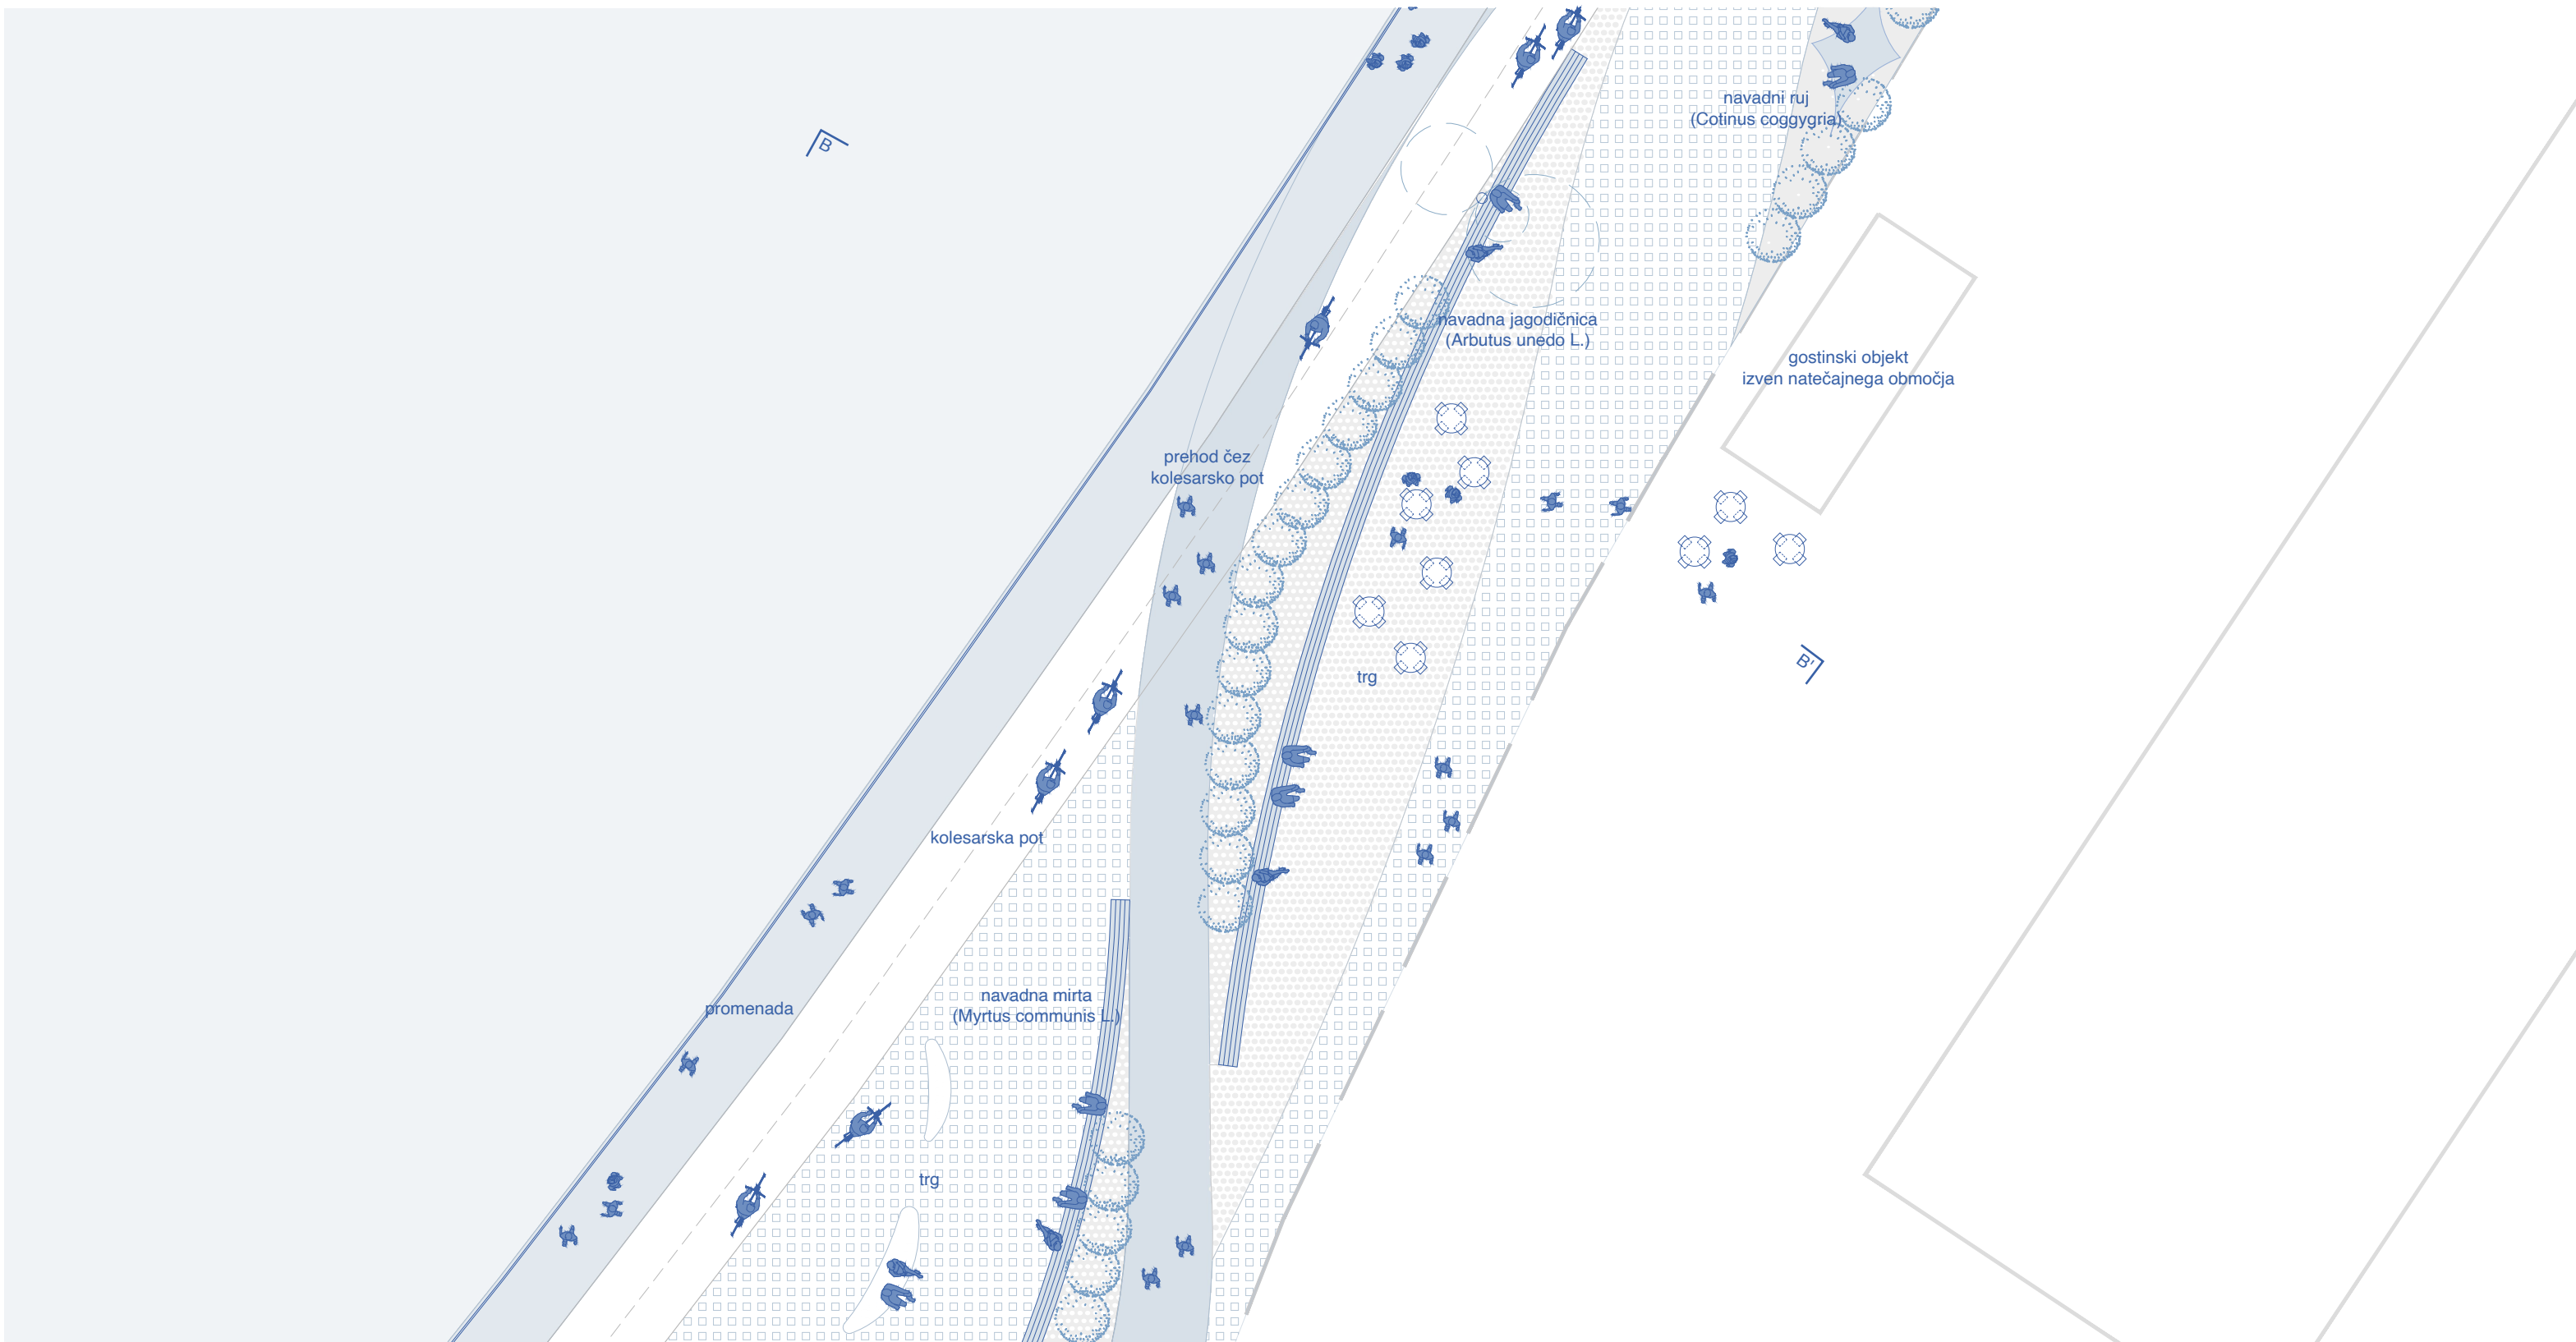 B
navadni ruj
(Cotinus coggygria)
navadna jagodičnica
(Arbutus unedo L.)
gostinski objekt
izven natečajnega območja
prehod čez
kolesarsko pot
B'
trg
kolesarska pot
navadna mirta
(Myrtus communis L.)
promenada
trg